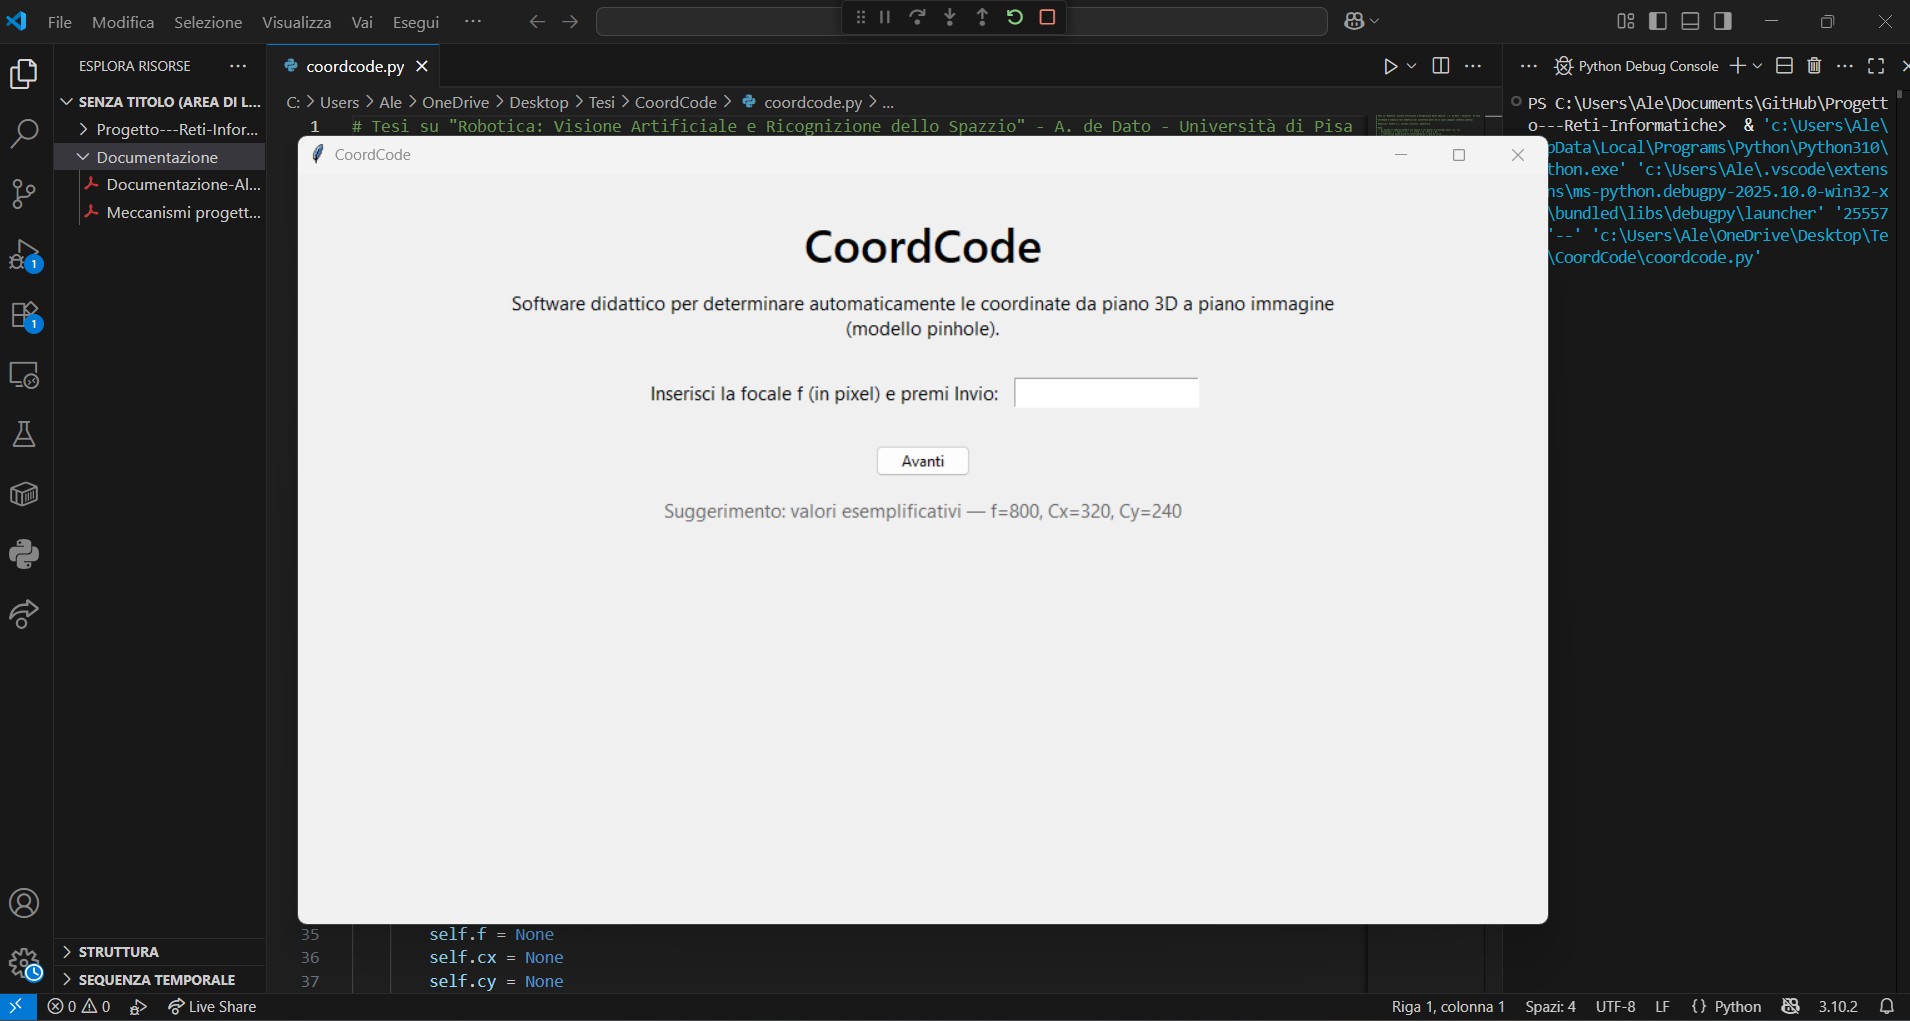 File Modifica Selezione Visualizza Vai Esegui ···
ESPLORA RISORSE ···
SENZA TITOLO (AREA DI L...
Progetto---Reti-Infor...
Documentazione
Documentazione-Al...
Meccanismi progett...
STRUTTURA
SEQUENZA TEMPORALE
1
1
coordcode.py
C: > Users > Ale > OneDrive > Desktop > Tesi > CoordCode > coordcode.py > ...
1 # Tesi su "Robotica: Visione Artificiale e Ricognizione dello Spazzio" - A. de Dato - Università di Pisa
CoordCode
CoordCode
Software didattico per determinare automaticamente le coordinate da piano 3D a piano immagine
(modello pinhole).
Inserisci la focale f (in pixel) e premi Invio:
Avanti
Suggerimento: valori esemplificativi — f=800, Cx=320, Cy=240
35 self.f = None
36 self.cx = None
37 self.cy = None
Python Debug Console
PS C:\Users\Ale\Documents\GitHub\Progett
o---Reti-Informatiche> & 'c:\Users\Ale\
pData\Local\Programs\Python\Python310\
thon.exe' 'c:\Users\Ale\.vscode\extens
ns\ms-python.debugpy-2025.10.0-win32-x
\bundled\libs\debugpy\launcher' '25557
'--' 'c:\Users\Ale\OneDrive\Desktop\Te
\CoordCode\coordcode.py'
0 0 Live Share Riga 1, colonna 1 Spazi: 4 UTF-8 LF {} Python 3.10.2